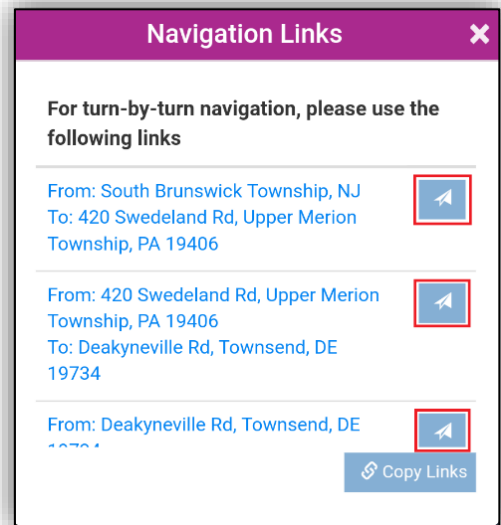 Navigation Links
For turn-by-turn navigation, please use the
following links
From: South Brunswick Township, NJ
To: 420 Swedeland Rd, Upper Merion
Township, PA 19406
From: 420 Swedeland Rd, Upper Merion
Township, PA 19406
To: Deakyneville Rd, Townsend, DE
19734
From: Deakyneville Rd, Townsend, DE
Copy Links